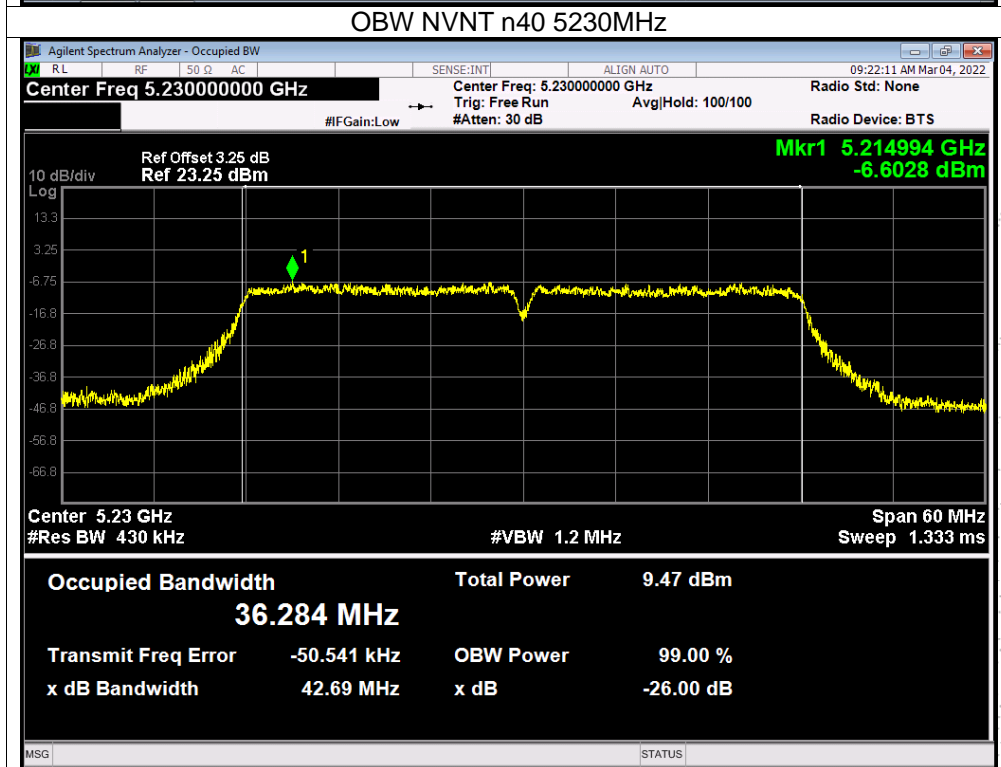 OBW NVNT n40 5230MHz
Agilent Spectrum Analyzer - Occupied BW
LXI RL RF 50 Ω AC SENSE:INT ALIGN AUTO 09:22:11 AM Mar 04, 2022
Center Freq 5.230000000 GHz Center Freq: 5.230000000 GHz Radio Std: None
Trig: Free Run Avg|Hold: 100/100
#IFGain:Low #Atten: 30 dB Radio Device: BTS
Mkr1 5.214994 GHz
-6.6028 dBm
Ref Offset 3.25 dB
10 dB/div Ref 23.25 dBm
Log
13.3
3.25
1
-6.75
-16.8
-26.8
-36.8
-46.8
-56.8
-66.8
Center 5.23 GHz Span 60 MHz
#Res BW 430 kHz #VBW 1.2 MHz Sweep 1.333 ms
Occupied Bandwidth Total Power 9.47 dBm
36.284 MHz
Transmit Freq Error -50.541 kHz OBW Power 99.00 %
x dB Bandwidth 42.69 MHz x dB -26.00 dB
MSG STATUS